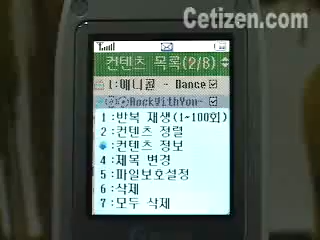 Cetizen.com
컨텐츠 목록(2/8)
1:애니콜 - Dance
RockWithYou-
1:반복 재생(1~100회)
2:컨텐츠 정렬
:컨텐츠 정보
4:제목 변경
5:파일보호설정
6:삭제
7:모두 삭제